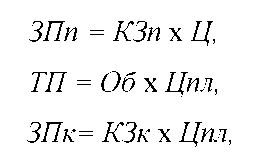 ЗПп = КЗп х Ц,
ТП = Об х Цпл,
ЗПк= КЗк х Цпл,